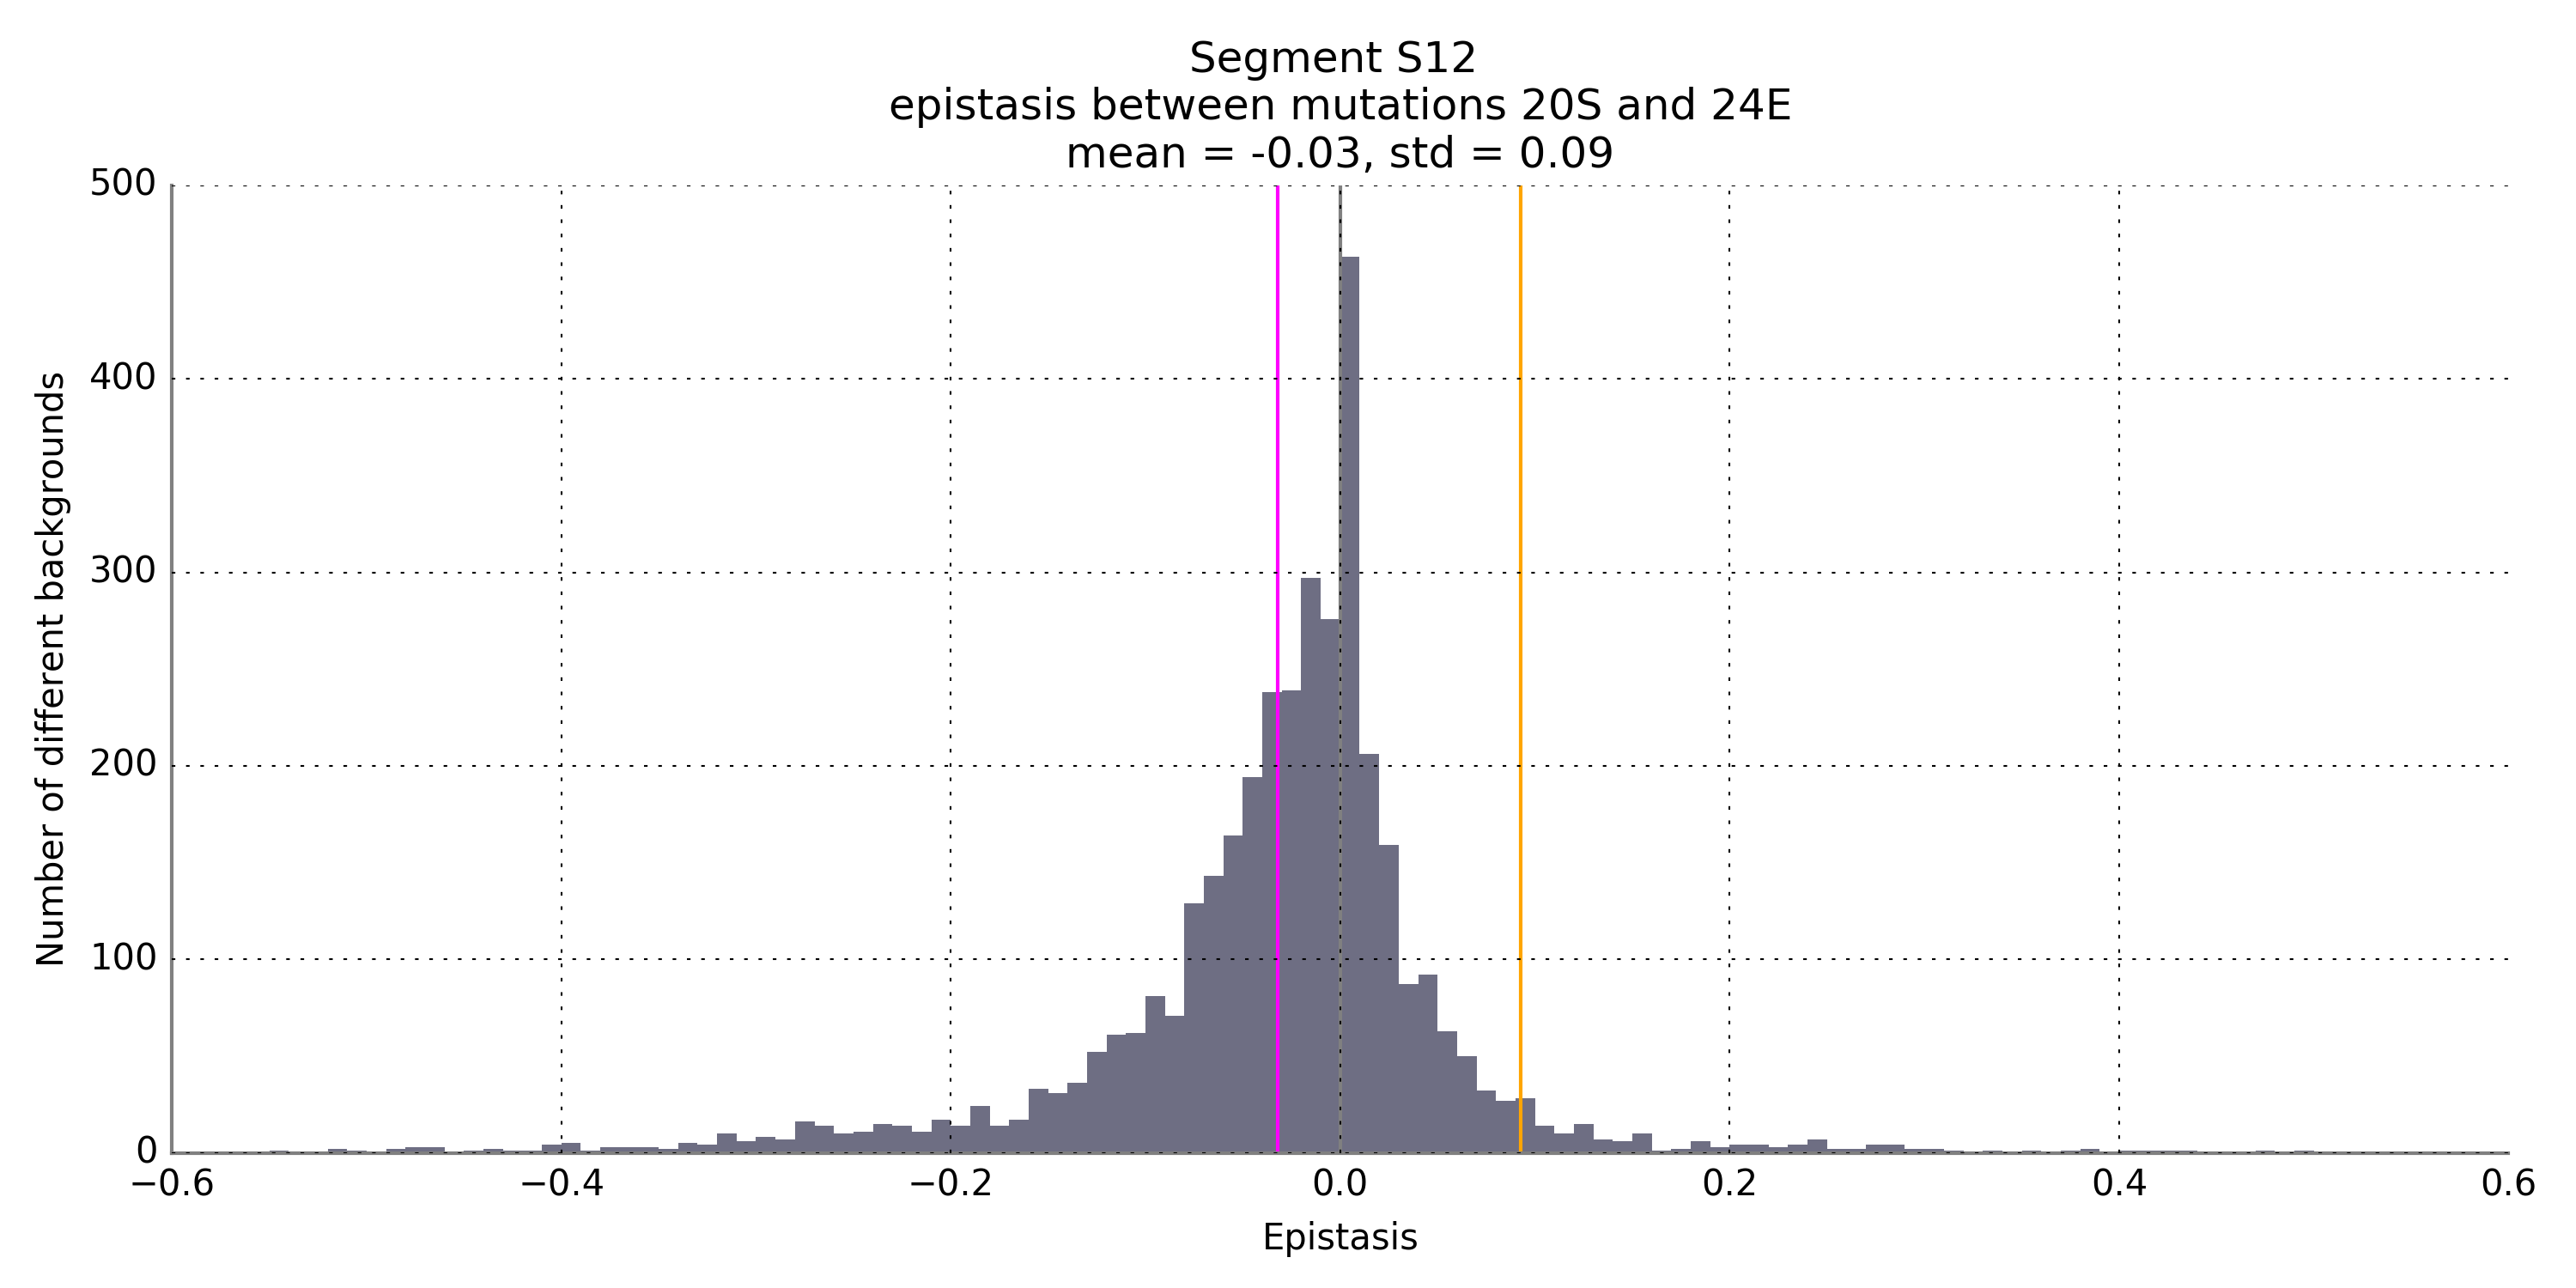 Segment S12
epistasis between mutations 20S and 24E
mean = -0.03, std = 0.09
500
400
300
200
100
0
Number of different backgrounds
−0.6 −0.4 −0.2 0.0 0.2 0.4 0.6
Epistasis